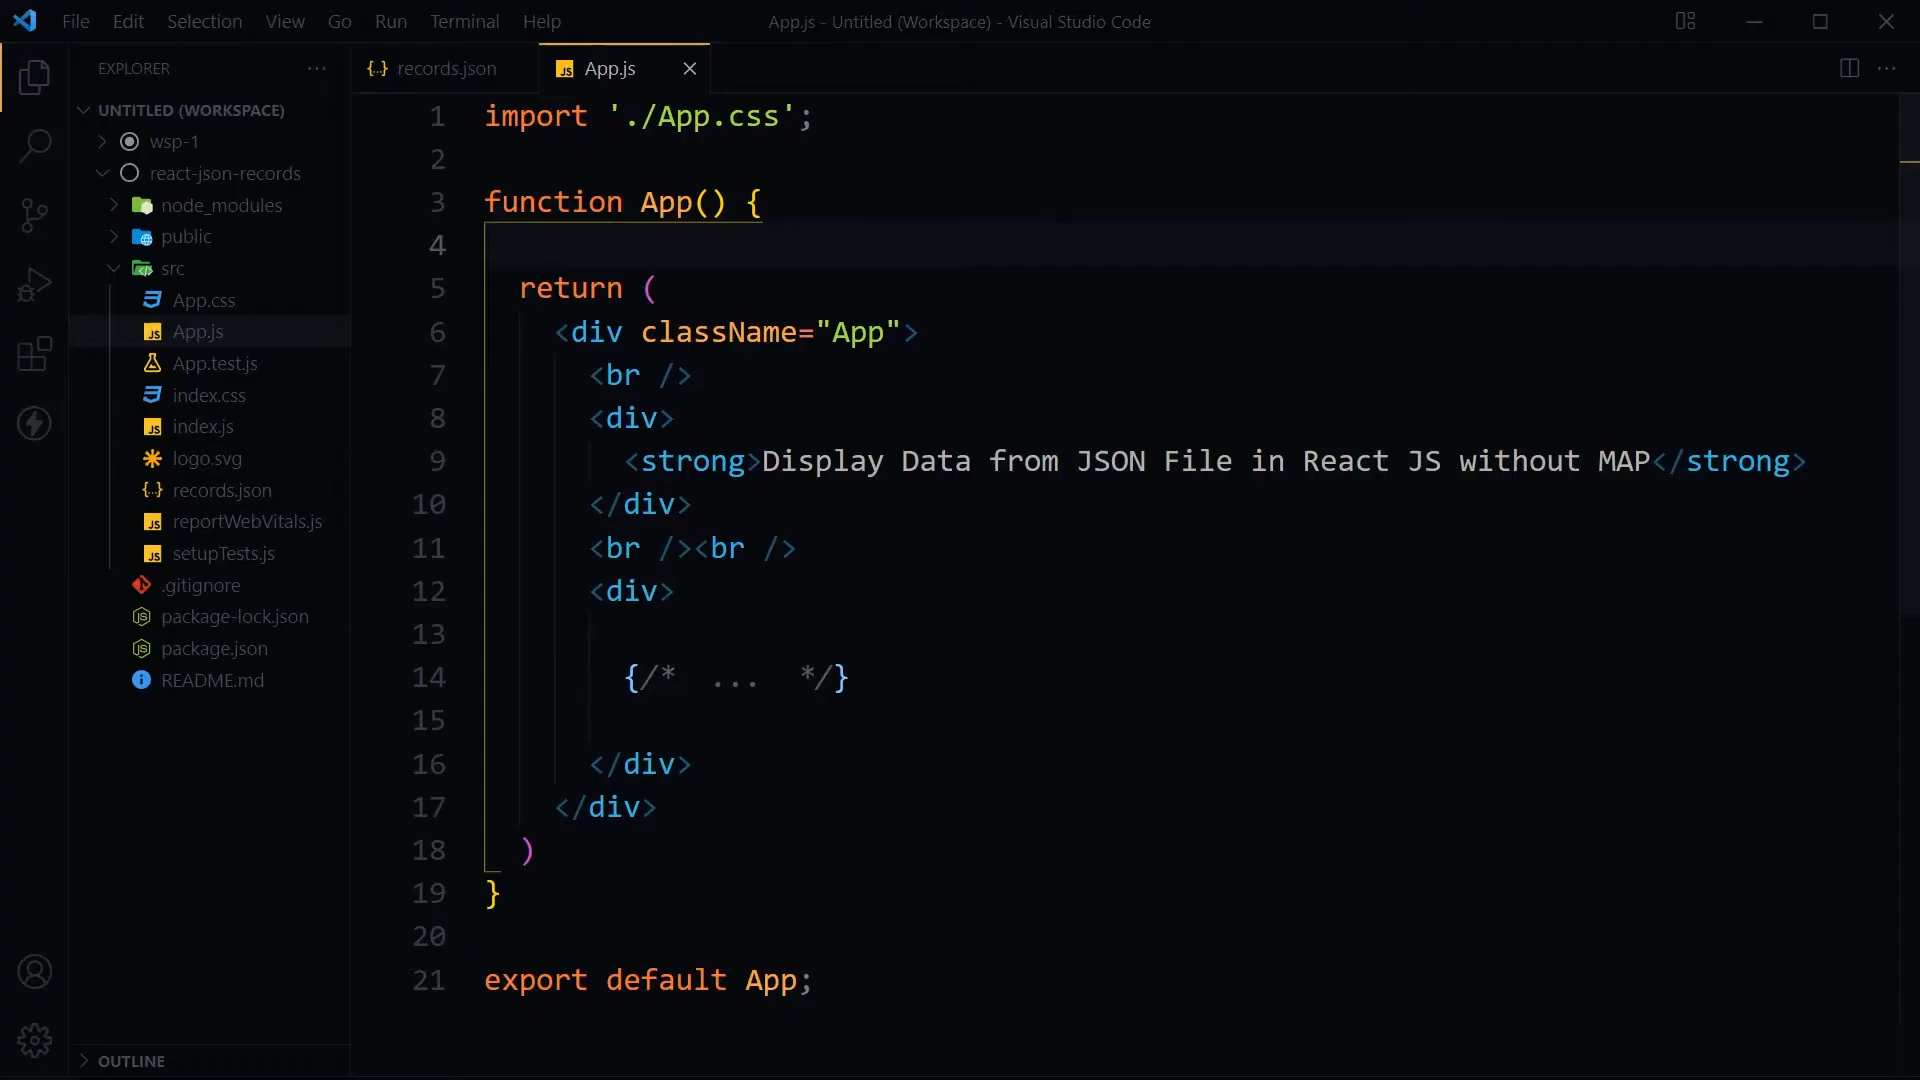 File Edit Selection View Go Run Terminal Help
App.js - Untitled (Workspace) - Visual Studio Code
EXPLORER
records.json
App.js
UNTITLED (WORKSPACE)
wsp-1
react-json-records
node_modules
public
src
App.css
App.js
App.test.js
index.css
index.js
logo.svg
records.json
reportWebVitals.js
setupTests.js
.gitignore
package-lock.json
package.json
README.md
OUTLINE
1 import './App.css';
2
3 function App() {
4
5 return (
6 <div className="App">
7 <br />
8 <div>
9 <strong>Display Data from JSON File in React JS without MAP</strong>
10 </div>
11 <br /><br />
12 <div>
13
14 {/* ... */}
15
16 </div>
17 </div>
18 )
19 }
20
21 export default App;